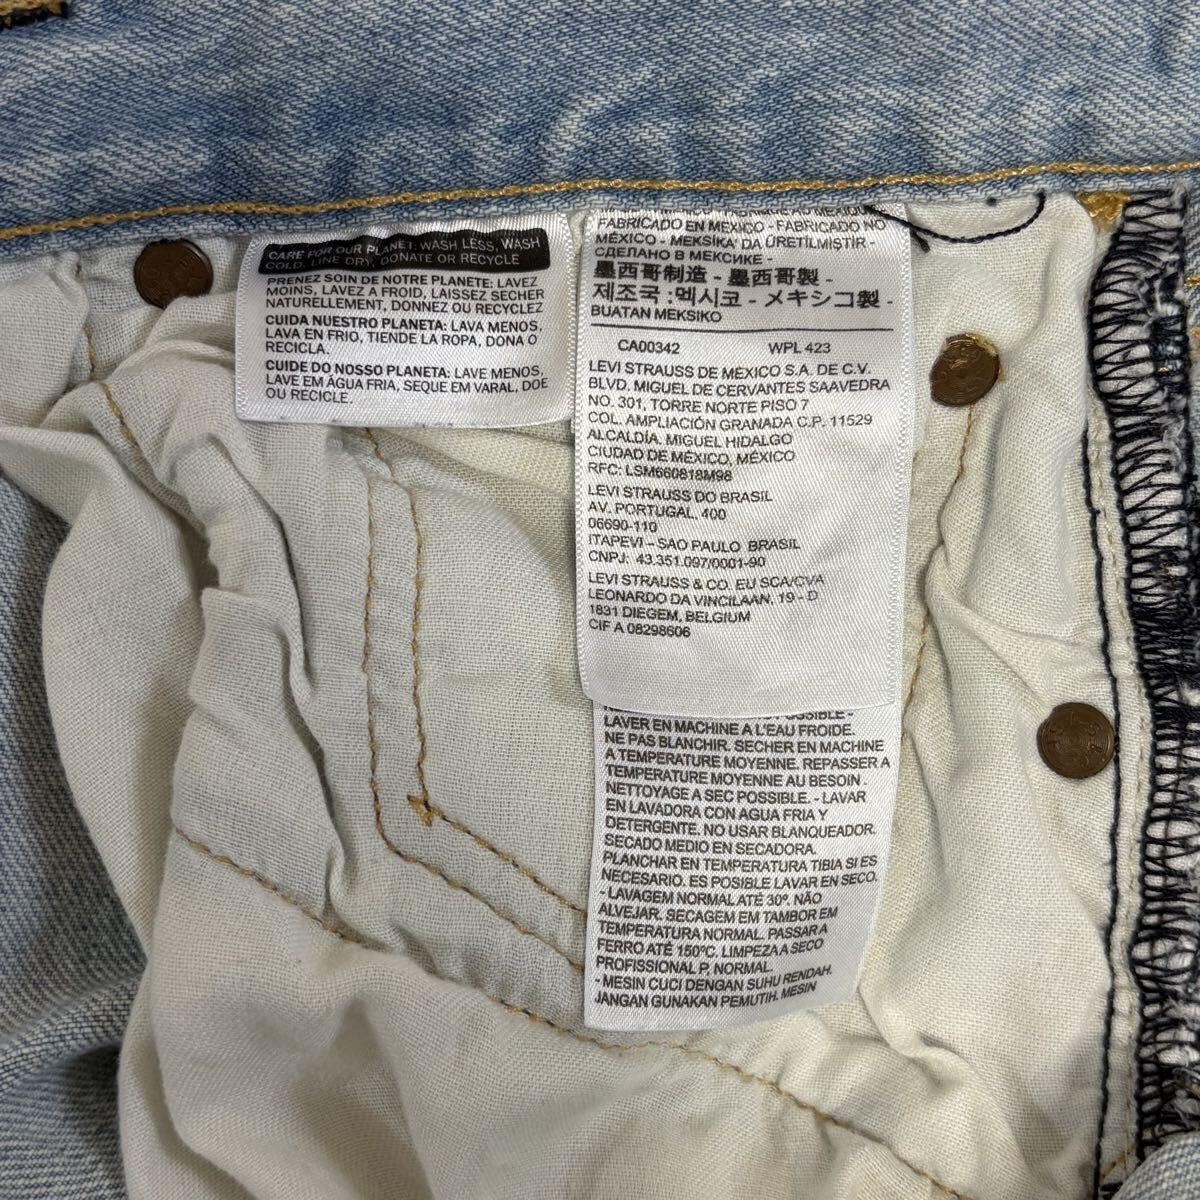 CARE FOR OUR PLANET: WASH LESS, WASH
COLD, LINE DRY, DONATE OR RECYCLE
PRENEZ SOIN DE NOTRE PLANETE: LAVEZ
MOINS, LAVEZ A FROID, LAISSEZ SECHER
NATURELLEMENT, DONNEZ OU RECYCLEZ
CUIDA NUESTRO PLANETA: LAVA MENOS,
LAVA EN FRIO, TIENDE LA ROPA, DONA O
RECICLA.
CUIDE DO NOSSO PLANETA: LAVE MENOS,
LAVE EM ÁGUA FRIA, SEQUE EM VARAL, DOE
OU RECICLE.
FABRICADO EN MEXICO - FABRICADO NO
MÉXICO - MEKSİKA' DA ÜRETİLMİŞTİR -
СДЕЛАНО В МЕКСИКЕ -
墨西哥制造 - 墨西哥製 -
제조국 :멕시코 - メキシコ製 -
BUATAN MEKSIKO
CA00342 WPL 423
LEVI STRAUSS DE MEXICO S.A. DE C.V.
BLVD. MIGUEL DE CERVANTES SAAVEDRA
NO. 301, TORRE NORTE PISO 7
COL. AMPLIACIÓN GRANADA C.P. 11529
ALCALDÍA. MIGUEL HIDALGO
CIUDAD DE MÉXICO, MÉXICO
RFC: LSM660818M98
LEVI STRAUSS DO BRASIL
AV. PORTUGAL, 400
06690-110
ITAPEVI - SAO PAULO BRASIL
CNPJ: 43.351.097/0001-90
LEVI STRAUSS & CO. EU SCA/CVA
LEONARDO DA VINCILAAN, 19 - D
1831 DIEGEM, BELGIUM
CIF A 08298606
POSSIBLE -
LAVER EN MACHINE A L'EAU FROIDE.
NE PAS BLANCHIR. SECHER EN MACHINE
A TEMPERATURE MOYENNE. REPASSER A
TEMPERATURE MOYENNE AU BESOIN .
NETTOYAGE A SEC POSSIBLE. - LAVAR
EN LAVADORA CON AGUA FRIA Y
DETERGENTE. NO USAR BLANQUEADOR.
SECADO MEDIO EN SECADORA.
PLANCHAR EN TEMPERATURA TIBIA SI ES
NECESARIO. ES POSIBLE LAVAR EN SECO.
- LAVAGEM NORMAL ATÉ 30º. NÃO
ALVEJAR. SECAGEM EM TAMBOR EM
TEMPERATURA NORMAL. PASSAR A
FERRO ATÉ 150ºC. LIMPEZA A SECO
PROFISSIONAL P. NORMAL.
- MESIN CUCI DENGAN SUHU RENDAH.
JANGAN GUNAKAN PEMUTIH. MESIN